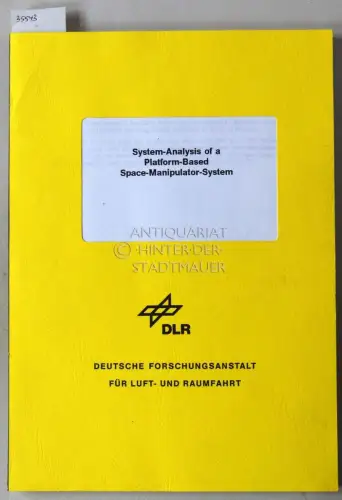 35543
System-Analysis of a
Platform-Based
Space-Manipulator-System
ANTIQUARIAT
© HINTER·DER·
STADTMAUER
DLR
DEUTSCHE FORSCHUNGSANSTALT
FÜR LUFT- UND RAUMFAHRT